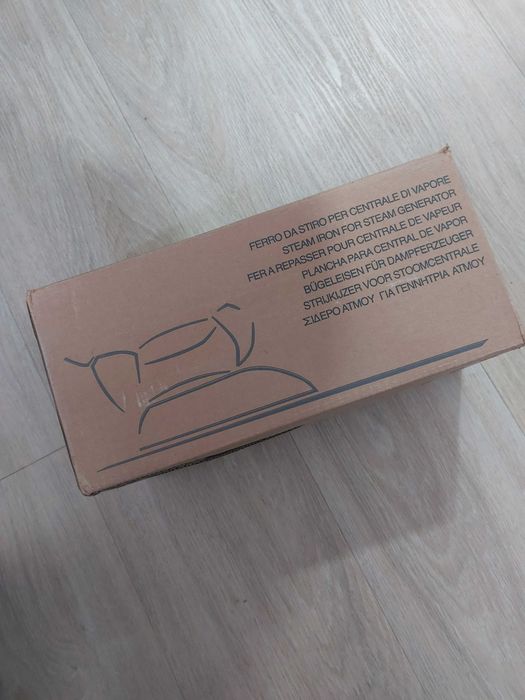 FERRO DA STIRO PER CENTRALE DI VAPORE
STEAM IRON FOR STEAM GENERATOR
FER A REPASSER POUR CENTRALE DE VAPEUR
PLANCHA PARA CENTRAL DE VAPOR
BÜGELEISEN FÜR DAMPFERZEUGER
STRIJKIJZER VOOR STOOMCENTRALE
ΣΙΔΕΡΟ ΑΤΜΟΥ ΓΙΑ ΓΕΝΝΗΤΡΙΑ ΑΤΜΟΥ